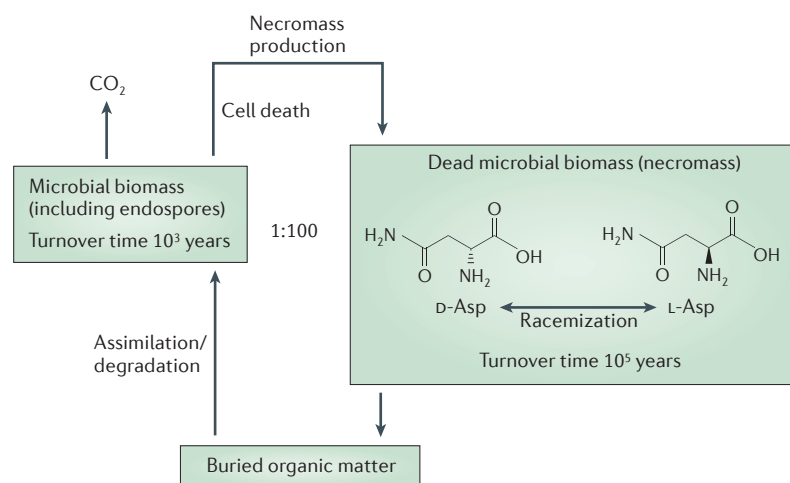 Necromass
production
CO₂
Cell death
Microbial biomass
(including endospores)
Turnover time 10³ years
1:100
Dead microbial biomass (necromass)
H₂N
O
O
OH
NH₂
H₂N
O
O
OH
NH₂
D-Asp
L-Asp
Racemization
Turnover time 10⁵ years
Assimilation/
degradation
Buried organic matter